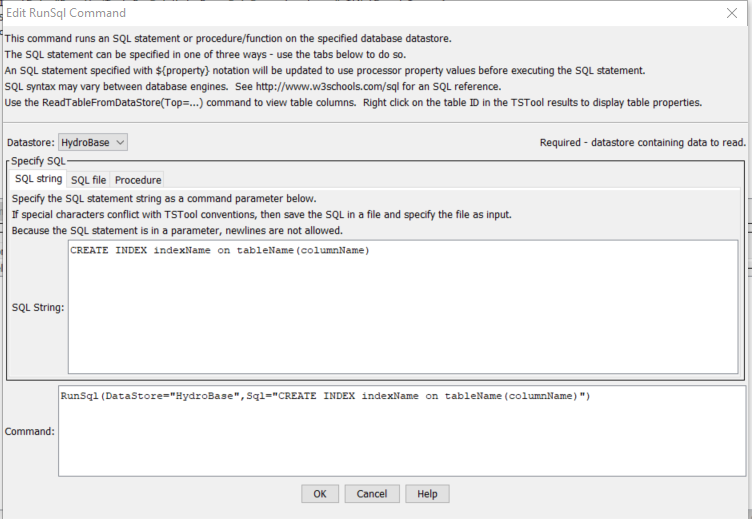 Edit RunSql Command
This command runs an SQL statement or procedure/function on the specified database datastore.
The SQL statement can be specified in one of three ways - use the tabs below to do so.
An SQL statement specified with ${property} notation will be updated to use processor property values before executing the SQL statement.
SQL syntax may vary between database engines.  See http://www.w3schools.com/sql for an SQL reference.
Use the ReadTableFromDataStore(Top=...) command to view table columns.  Right click on the table ID in the TSTool results to display table properties.
Datastore: HydroBase Required - datastore containing data to read.
Specify SQL
SQL string SQL file Procedure
Specify the SQL statement string as a command parameter below.
If special characters conflict with TSTool conventions, then save the SQL in a file and specify the file as input.
Because the SQL statement is in a parameter, newlines are not allowed.
CREATE INDEX indexName on tableName(columnName)
SQL String:
RunSql(DataStore="HydroBase",Sql="CREATE INDEX indexName on tableName(columnName)")
Command:
OK Cancel Help